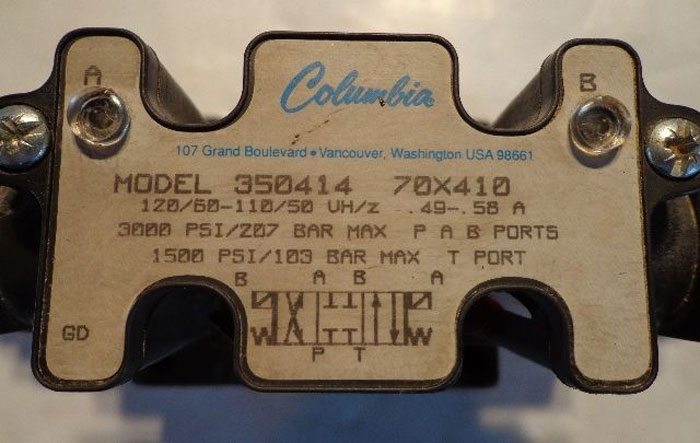 A
Columbia
B
107 Grand Boulevard • Vancouver, Washington USA 98661
MODEL 350414 70X410
120/60-110/50 VH/z .49-.58 A
3000 PSI/207 BAR MAX P A B PORTS
1500 PSI/103 BAR MAX T PORT
B A B A
GD
P T